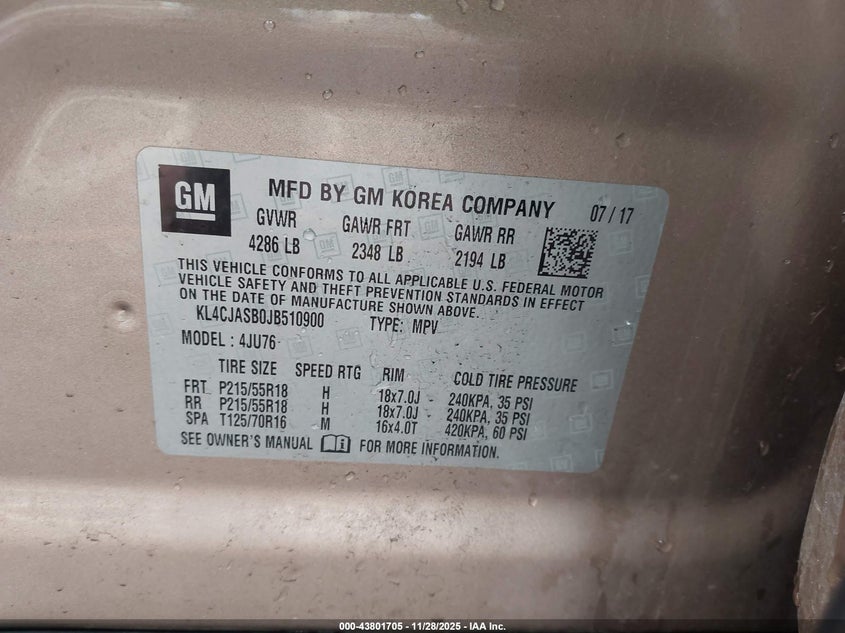 GM
MFD BY GM KOREA COMPANY 07 / 17
GVWR GAWR FRT GAWR RR
4286 LB 2348 LB 2194 LB
THIS VEHICLE CONFORMS TO ALL APPLICABLE U.S. FEDERAL MOTOR
VEHICLE SAFETY AND THEFT PREVENTION STANDARDS IN EFFECT
ON THE DATE OF MANUFACTURE SHOWN ABOVE.
KL4CJASB0JB510900 TYPE: MPV
MODEL : 4JU76
TIRE SIZE SPEED RTG RIM COLD TIRE PRESSURE
FRT P215/55R18 H 18x7.0J - 240KPA, 35 PSI
RR P215/55R18 H 18x7.0J - 240KPA, 35 PSI
SPA T125/70R16 M 16x4.0T 420KPA, 60 PSI
SEE OWNER'S MANUAL FOR MORE INFORMATION.
000-43801705 - 11/28/2025 - IAA Inc.